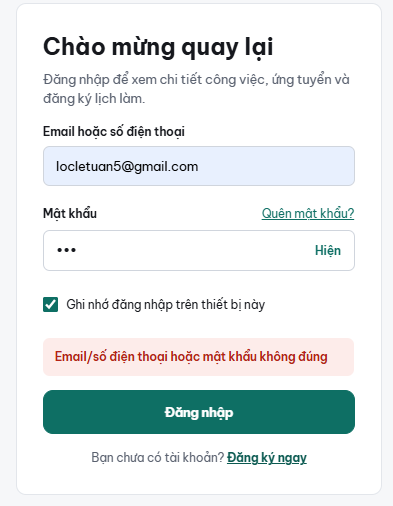 Chào mừng quay lại
Đăng nhập để xem chi tiết công việc, ứng tuyển và
đăng ký lịch làm.
Email hoặc số điện thoại
locletuan5@gmail.com
Mật khẩu Quên mật khẩu?
••• Hiện
Ghi nhớ đăng nhập trên thiết bị này
Email/số điện thoại hoặc mật khẩu không đúng
Đăng nhập
Bạn chưa có tài khoản? Đăng ký ngay